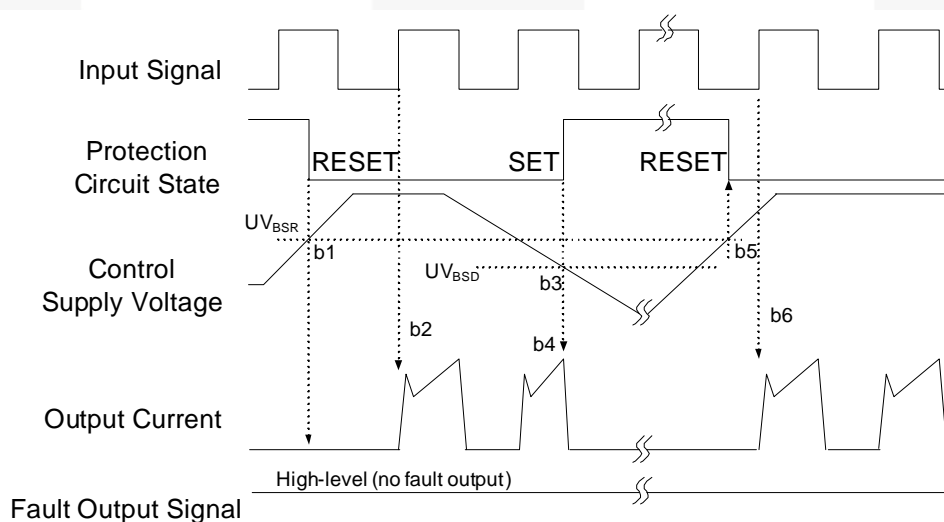 Input Signal
Protection
Circuit State
RESET
SET
RESET
UVBSR
b1
b5
UVBSD
b3
Control
Supply Voltage
b2
b4
b6
Output Current
High-level (no fault output)
Fault Output Signal